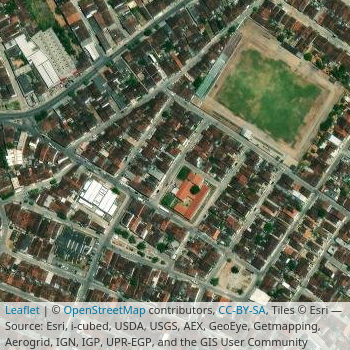 Leaflet | © OpenStreetMap contributors, CC-BY-SA, Tiles © Esri —
Source: Esri, i-cubed, USDA, USGS, AEX, GeoEye, Getmapping,
Aerogrid, IGN, IGP, UPR-EGP, and the GIS User Community